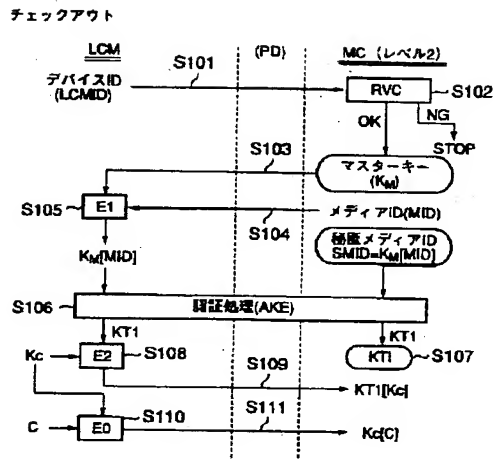 チェックアウト
LCM
(PD)
MC (レベル2)
デバイスID
(LCMID)
S101
RVC
S102
OK
NG
STOP
S103
マスターキー
(KM)
S105
E1
S104
メディアID(MID)
KM[MID]
秘匿メディアID
SMID=KM[MID]
S106
認証処理(AKE)
KT1
KT1
Kc
E2
S108
KT1
S107
S109
KT1[Kc]
C
E0
S110
S111
Kc[C]